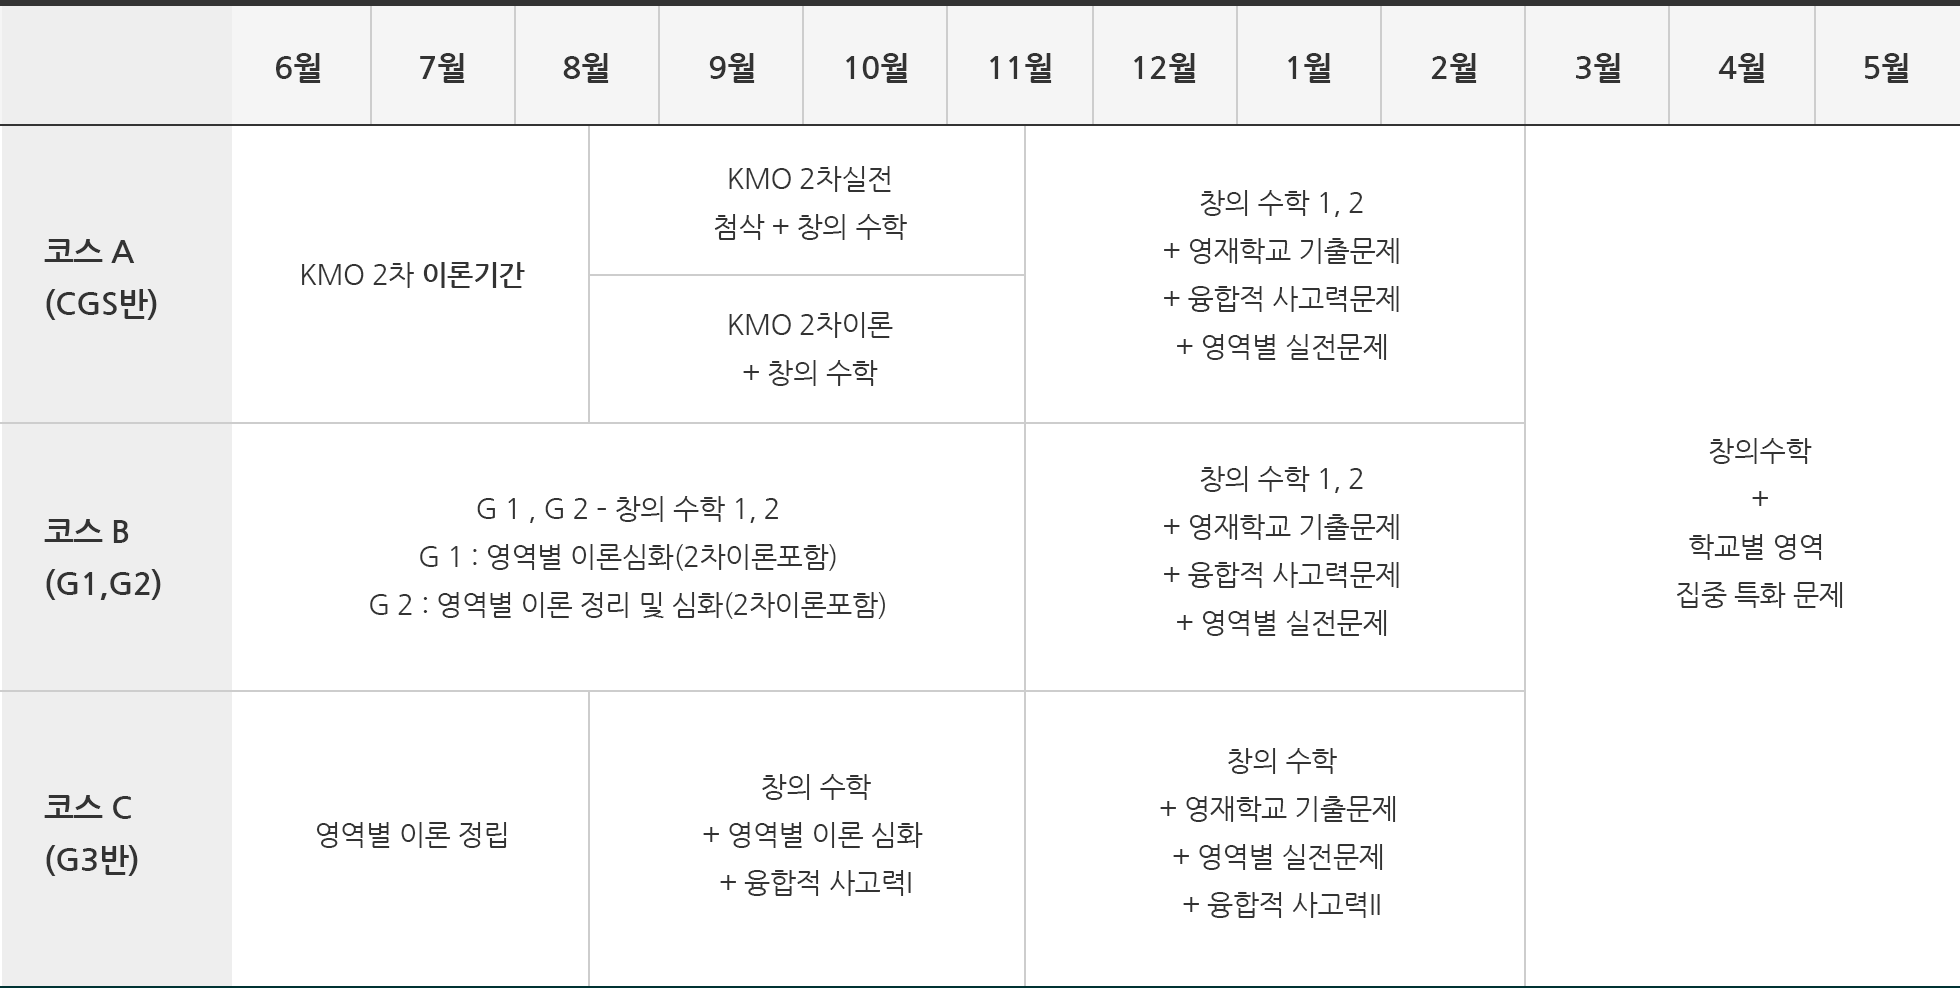 6월 7월 8월 9월 10월 11월 12월 1월 2월 3월 4월 5월
코스 A
(CGS반)
KMO 2차 이론기간
KMO 2차실전
첨삭 + 창의 수학
KMO 2차이론
+ 창의 수학
창의 수학 1, 2
+ 영재학교 기출문제
+ 융합적 사고력문제
+ 영역별 실전문제
코스 B
(G1,G2)
G 1 , G 2 - 창의 수학 1, 2
G 1 : 영역별 이론심화(2차이론포함)
G 2 : 영역별 이론 정리 및 심화(2차이론포함)
창의 수학 1, 2
+ 영재학교 기출문제
+ 융합적 사고력문제
+ 영역별 실전문제
창의수학
+
학교별 영역
집중 특화 문제
코스 C
(G3반)
영역별 이론 정립
창의 수학
+ 영역별 이론 심화
+ 융합적 사고력I
창의 수학
+ 영재학교 기출문제
+ 영역별 실전문제
+ 융합적 사고력II